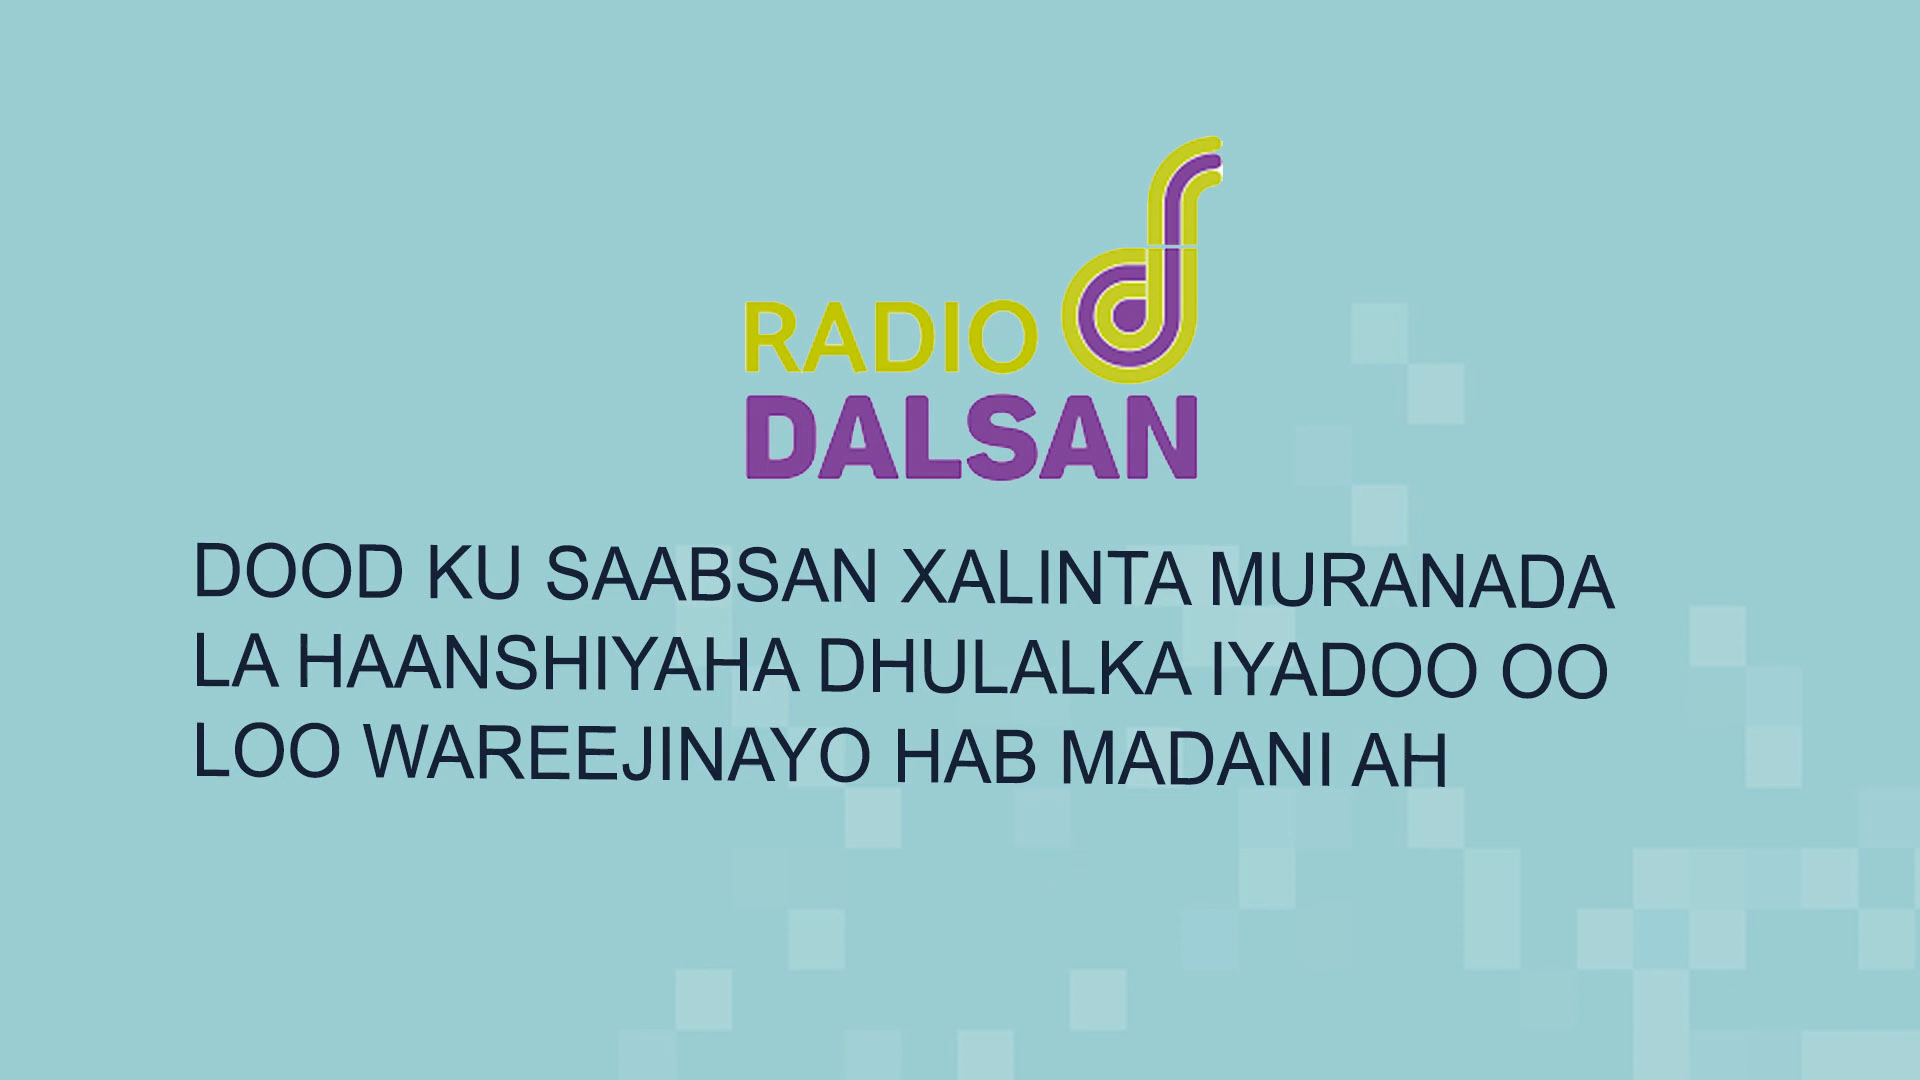 RADIO
DALSAN
DOOD KU SAABSAN XALINTA MURANADA
LA HAANSHIYAHA DHULALKA IYADOO OO
LOO WAREEJINAYO HAB MADANI AH